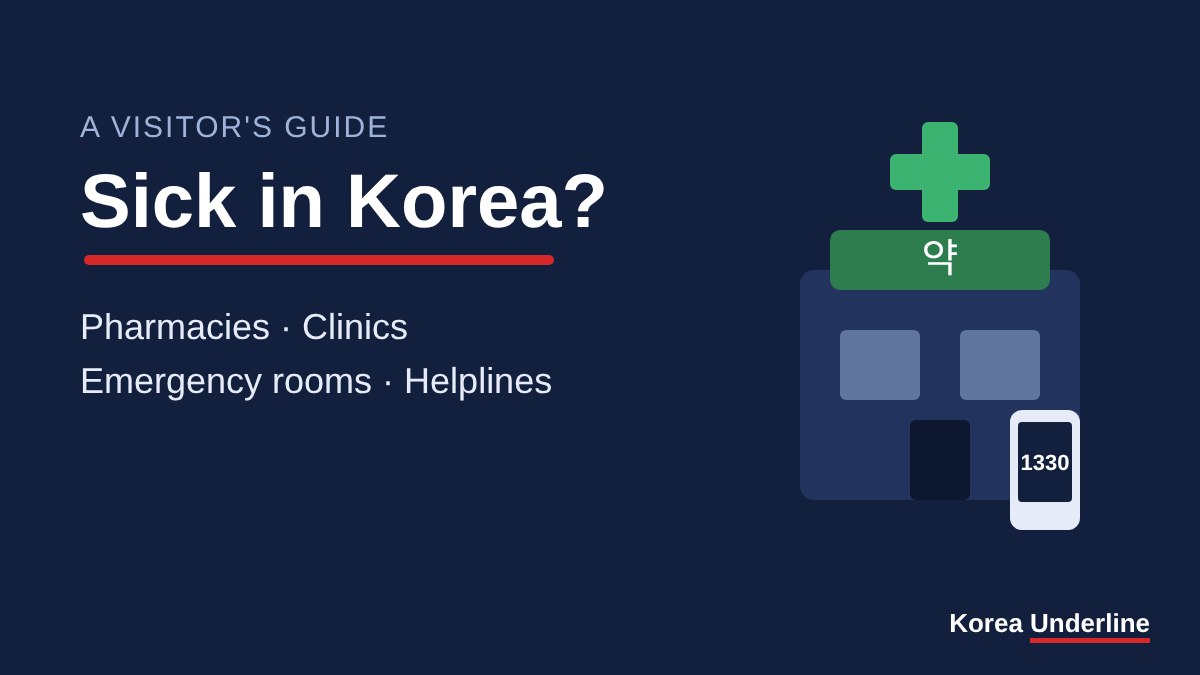 A VISITOR'S GUIDE
Sick in Korea?
Pharmacies · Clinics
Emergency rooms · Helplines
약
1330
Korea Underline